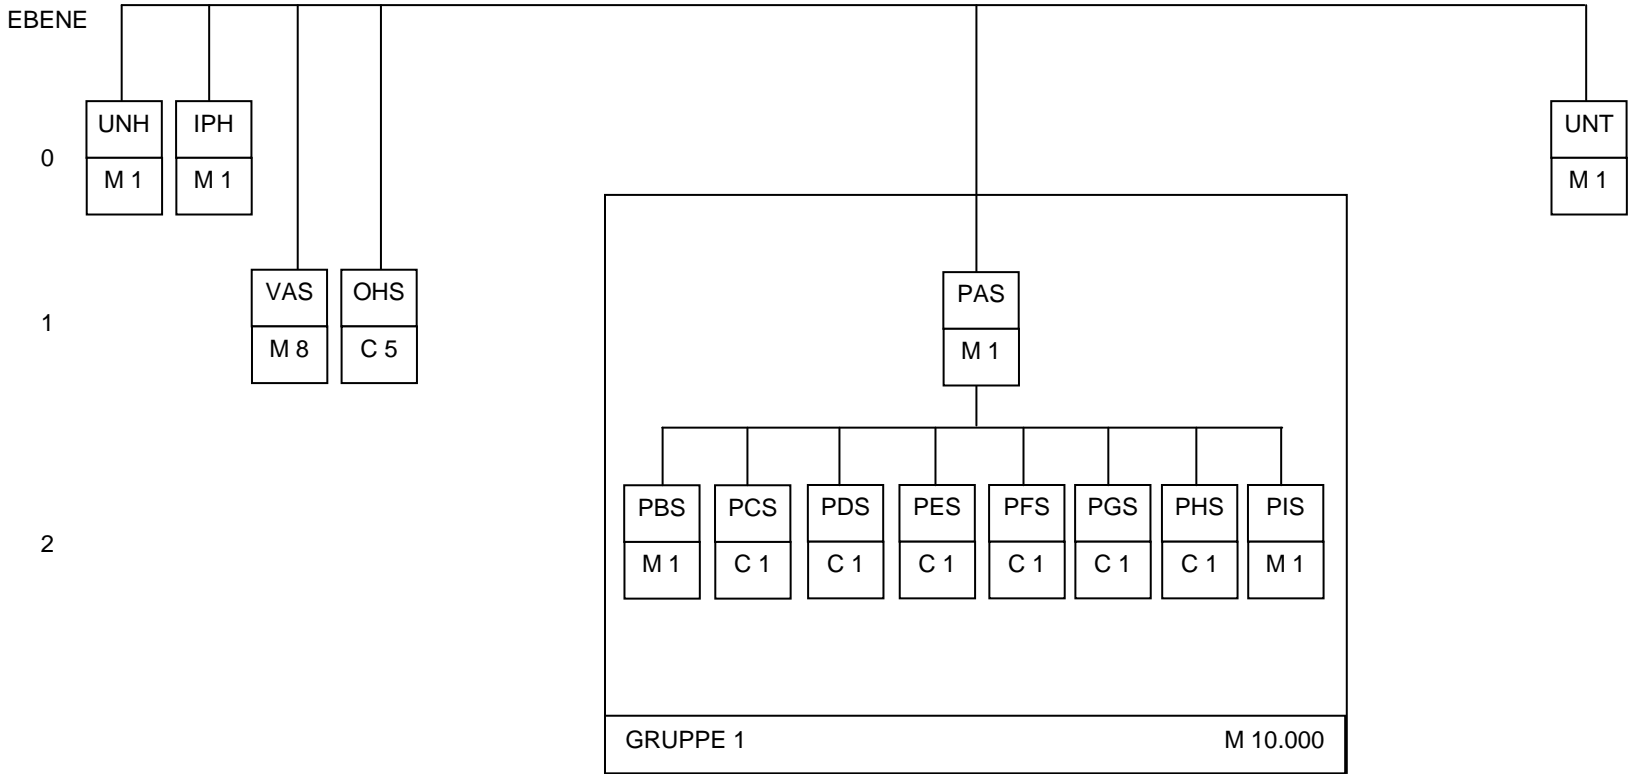 EBENE
UNH
IPH
UNT
0
M 1
M 1
M 1
VAS
OHS
PAS
1
M 8
C 5
M 1
PBS
PCS
PDS
PES
PFS
PGS
PHS
PIS
2
M 1
C 1
C 1
C 1
C 1
C 1
C 1
M 1
GRUPPE 1
M 10.000